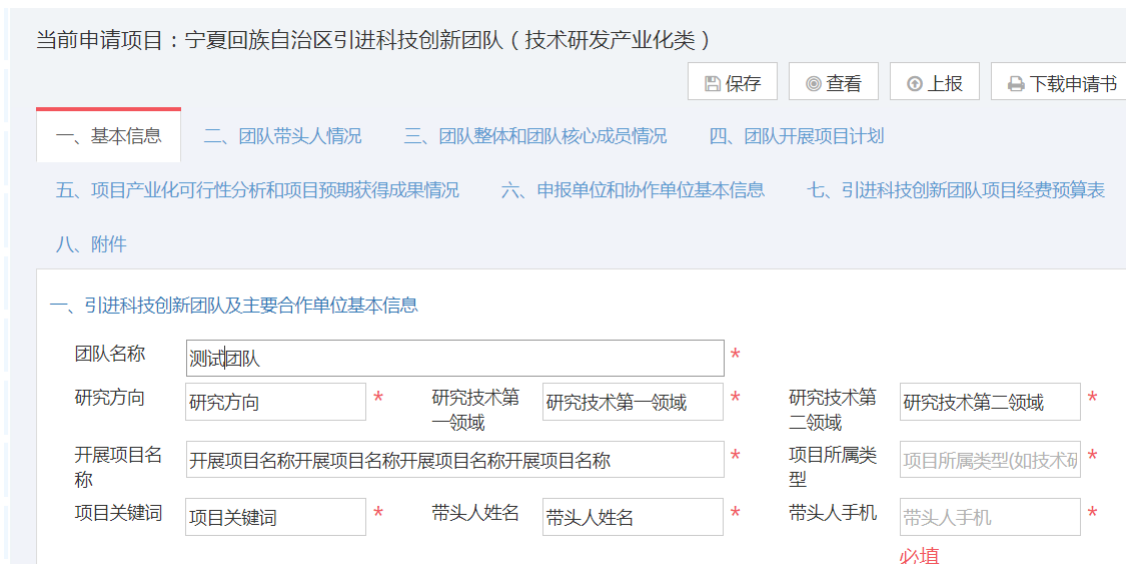 当前申请项目：宁夏回族自治区引进科技创新团队（技术研发产业化类）
保存 查看 上报 下载申请书
一、基本信息 二、团队带头人情况 三、团队整体和团队核心成员情况 四、团队开展项目计划
五、项目产业化可行性分析和项目预期获得成果情况 六、申报单位和协作单位基本信息 七、引进科技创新团队项目经费预算表
八、附件
一、引进科技创新团队及主要合作单位基本信息
团队名称 测试团队 *
研究方向 研究方向 * 研究技术第 研究技术第一领域 * 研究技术第 研究技术第二领域 *
一领域 二领域
开展项目名 开展项目名称开展项目名称开展项目名称开展项目名称 * 项目所属类 项目所属类型(如技术研 *
称 型
项目关键词 项目关键词 * 带头人姓名 带头人姓名 * 带头人手机 带头人手机 *
必填